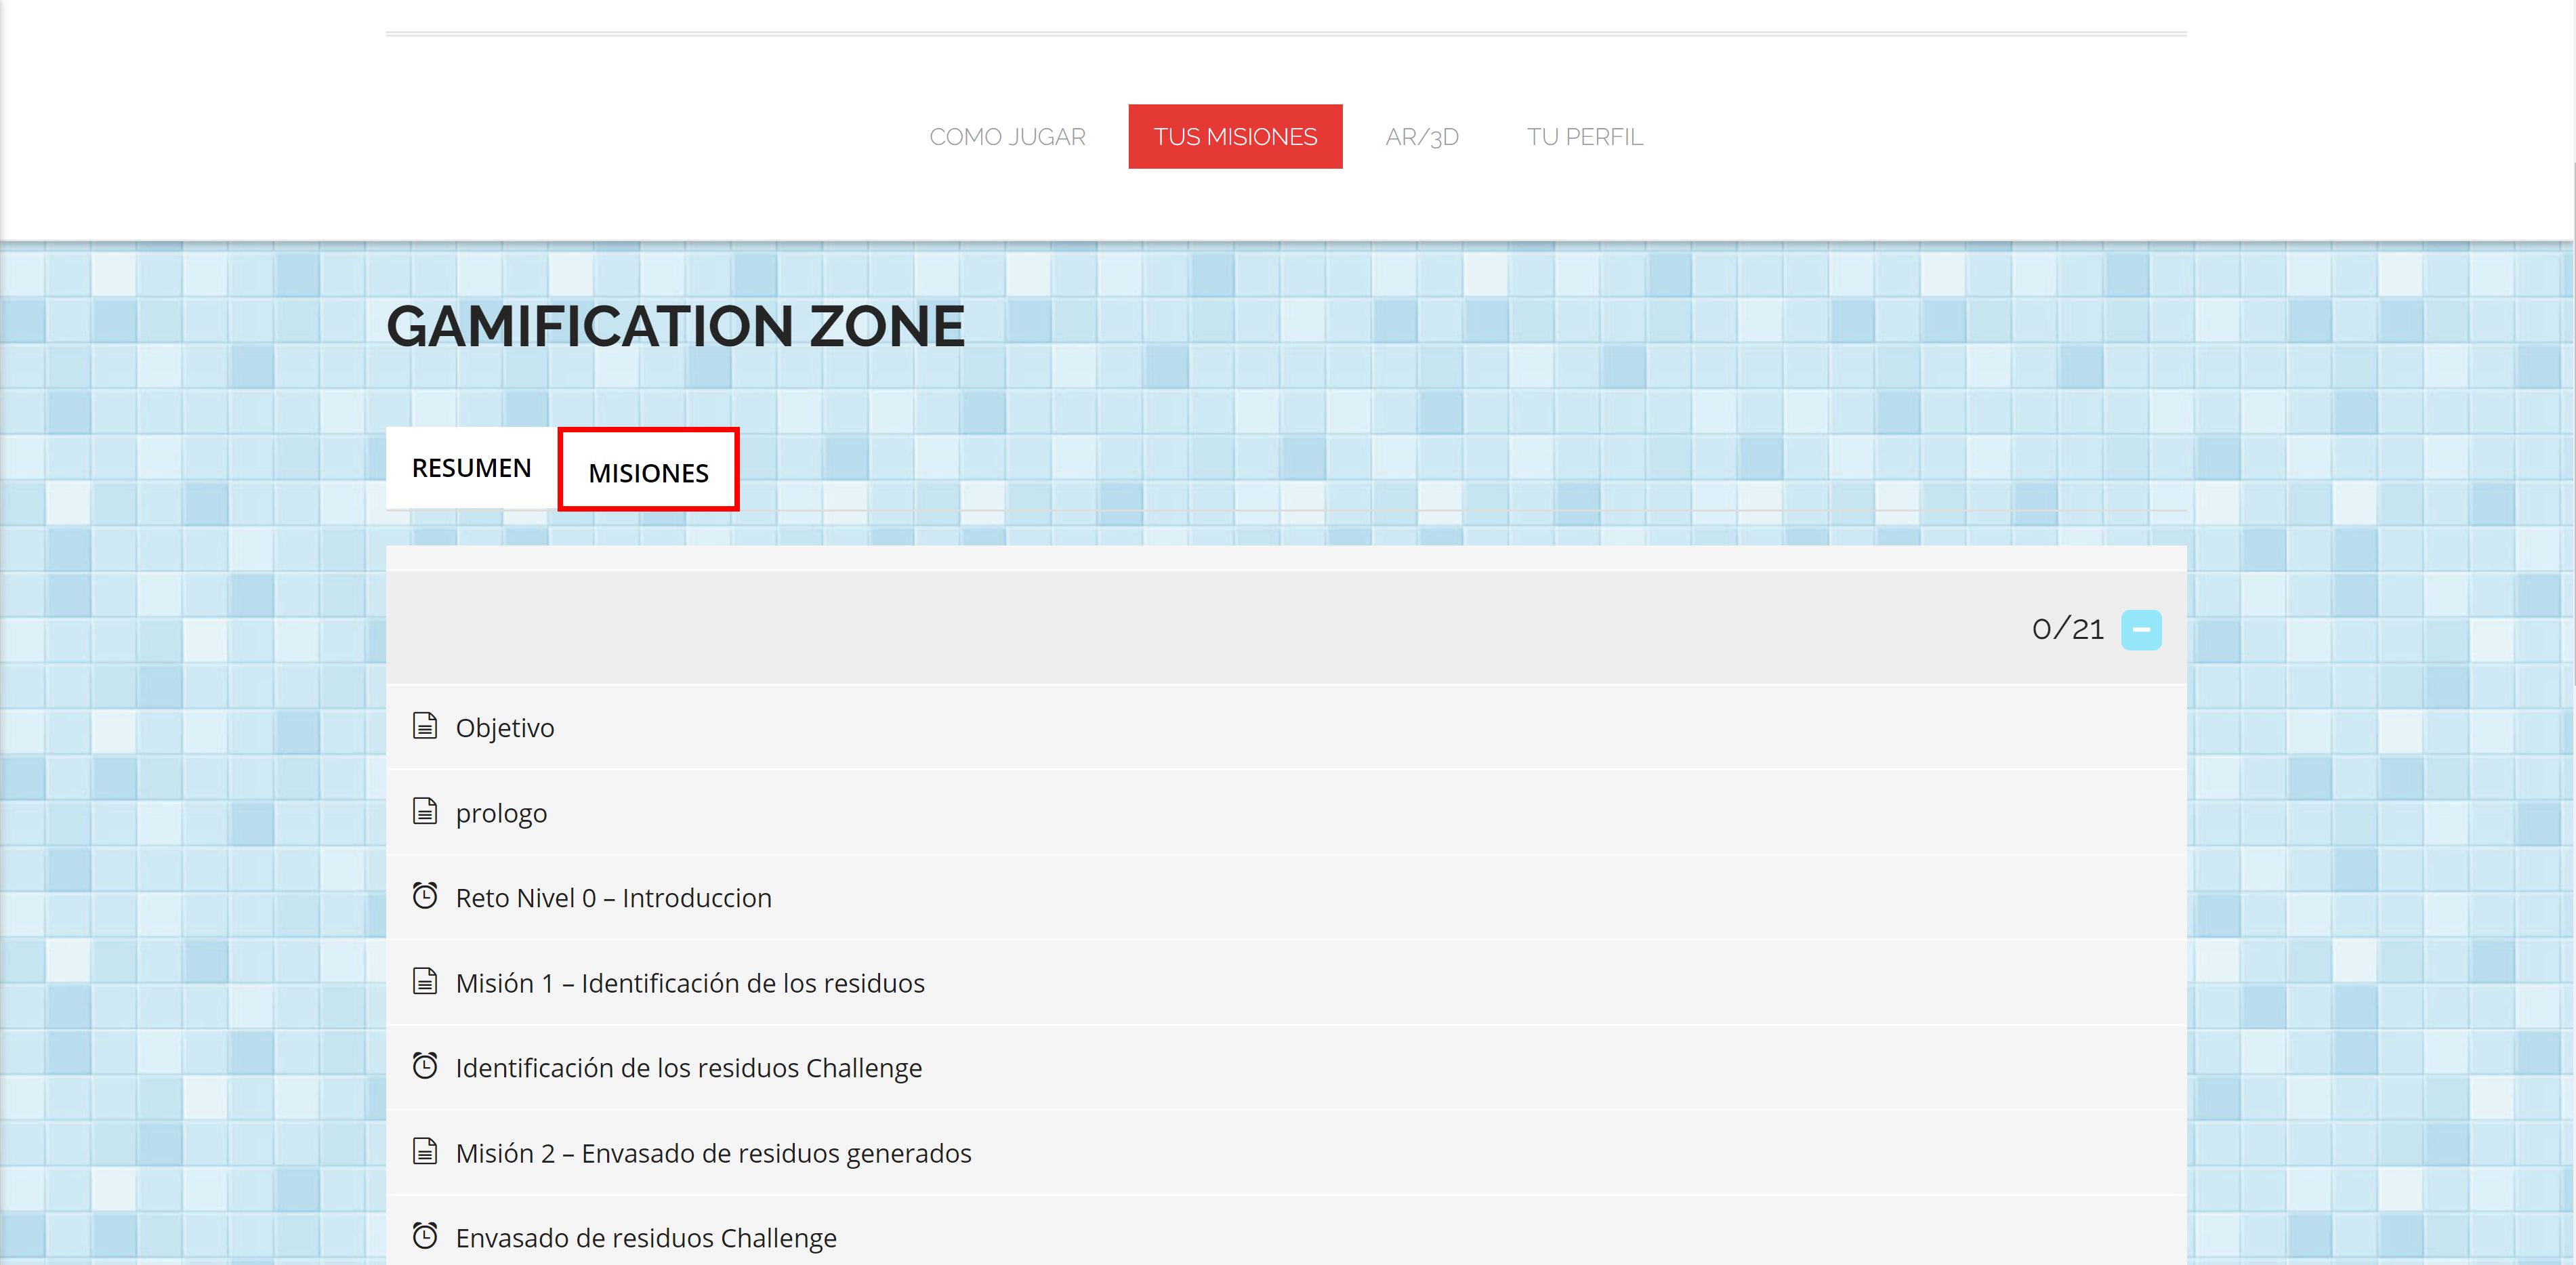 COMO JUGAR TUS MISIONES AR/3D TU PERFIL
GAMIFICATION ZONE
RESUMEN MISIONES
0/21
Objetivo
prologo
Reto Nivel 0 – Introduccion
Misión 1 – Identificación de los residuos
Identificación de los residuos Challenge
Misión 2 – Envasado de residuos generados
Envasado de residuos Challenge